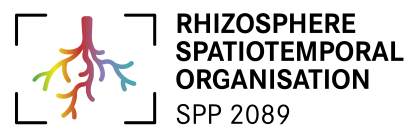 RHIZOSPHERE
SPATIOTEMPORAL
ORGANISATION
SPP 2089